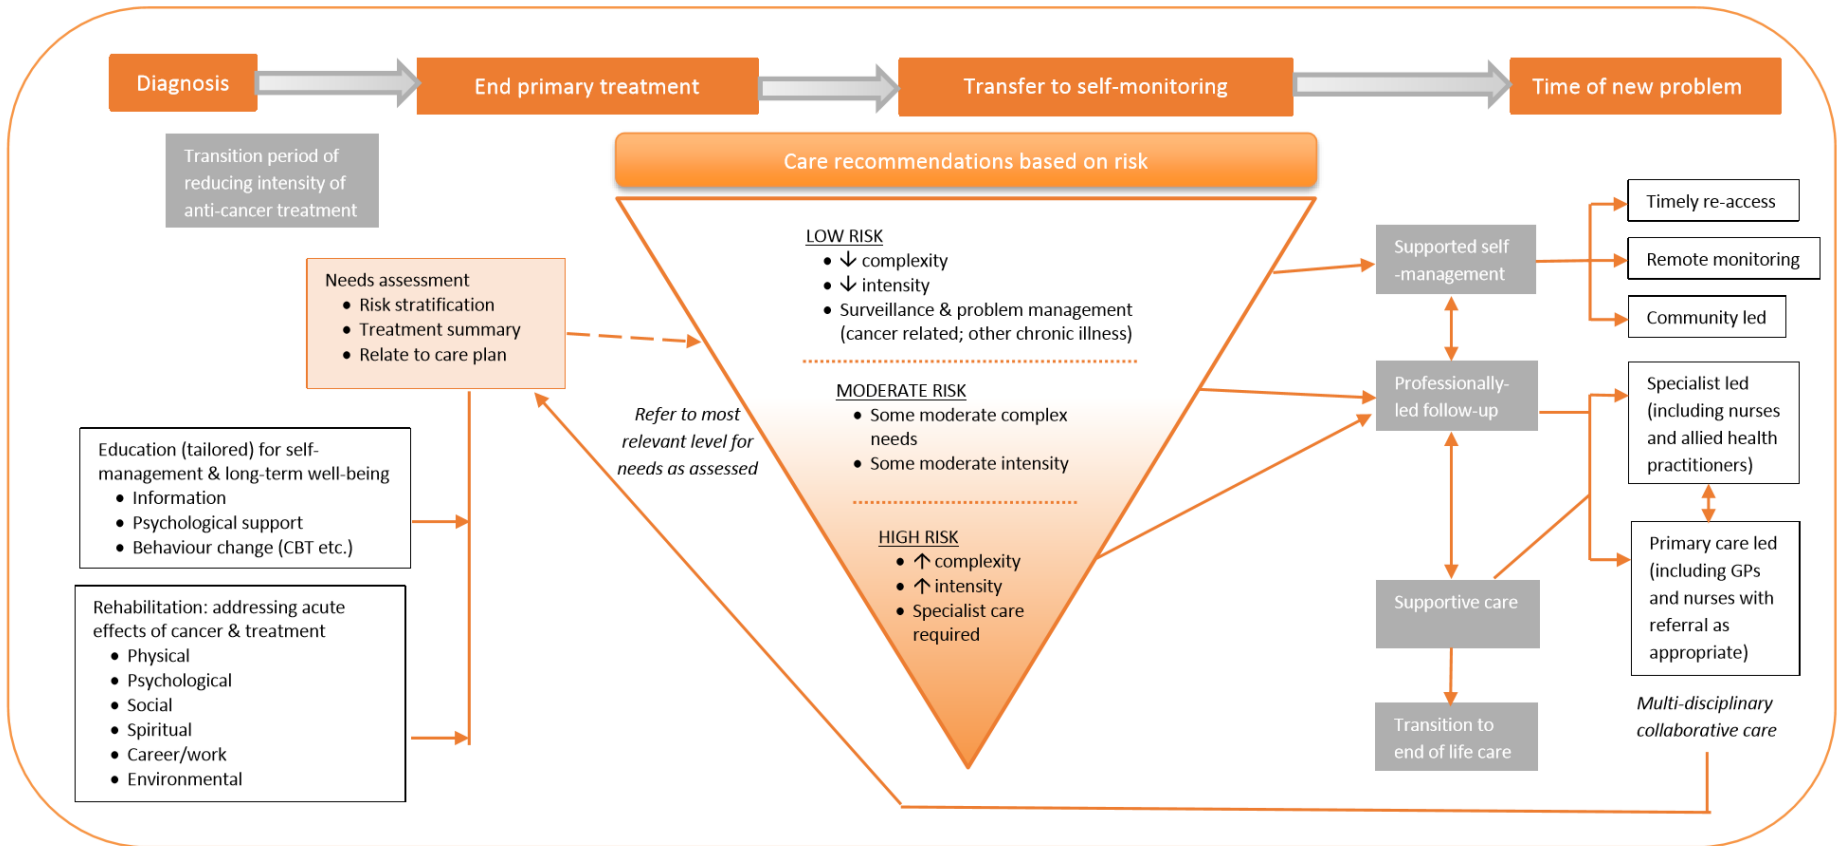 Diagnosis
End primary treatment
Transfer to self-monitoring
Time of new problem
Transition period of
reducing intensity of
anti-cancer treatment
Care recommendations based on risk
Needs assessment
• Risk stratification
• Treatment summary
• Relate to care plan
Education (tailored) for self-
management & long-term well-being
• Information
• Psychological support
• Behaviour change (CBT etc.)
Rehabilitation: addressing acute
effects of cancer & treatment
• Physical
• Psychological
• Social
• Spiritual
• Career/work
• Environmental
Refer to most
relevant level for
needs as assessed
LOW RISK
• ↓ complexity
• ↓ intensity
• Surveillance & problem management
(cancer related; other chronic illness)
MODERATE RISK
• Some moderate complex
needs
• Some moderate intensity
HIGH RISK
• ↑ complexity
• ↑ intensity
• Specialist care
required
Supported self
-management
Professionally-
led follow-up
Supportive care
Transition to
end of life care
Timely re-access
Remote monitoring
Community led
Specialist led
(including nurses
and allied health
practitioners)
Primary care led
(including GPs
and nurses with
referral as
appropriate)
Multi-disciplinary
collaborative care